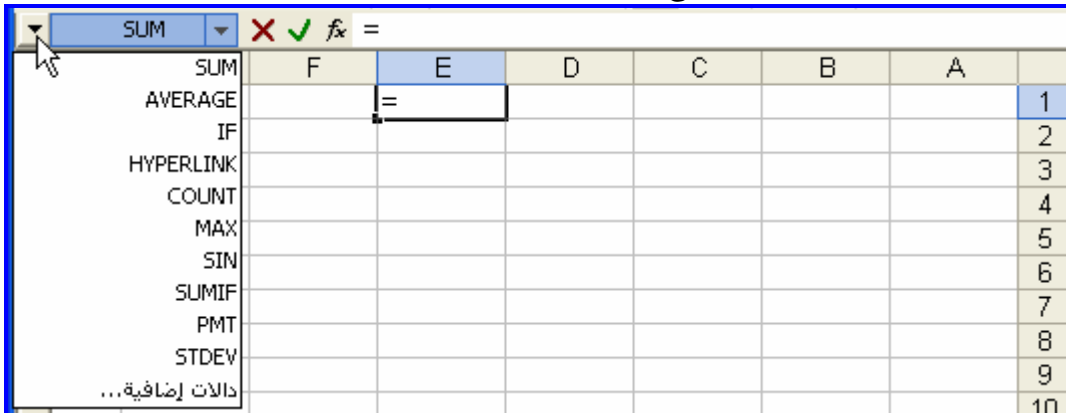 SUM fx =
F E D C B A
SUM
AVERAGE
IF
HYPERLINK
COUNT
MAX
SIN
SUMIF
PMT
STDEV
دالات إضافية...
=
1
2
3
4
5
6
7
8
9
10